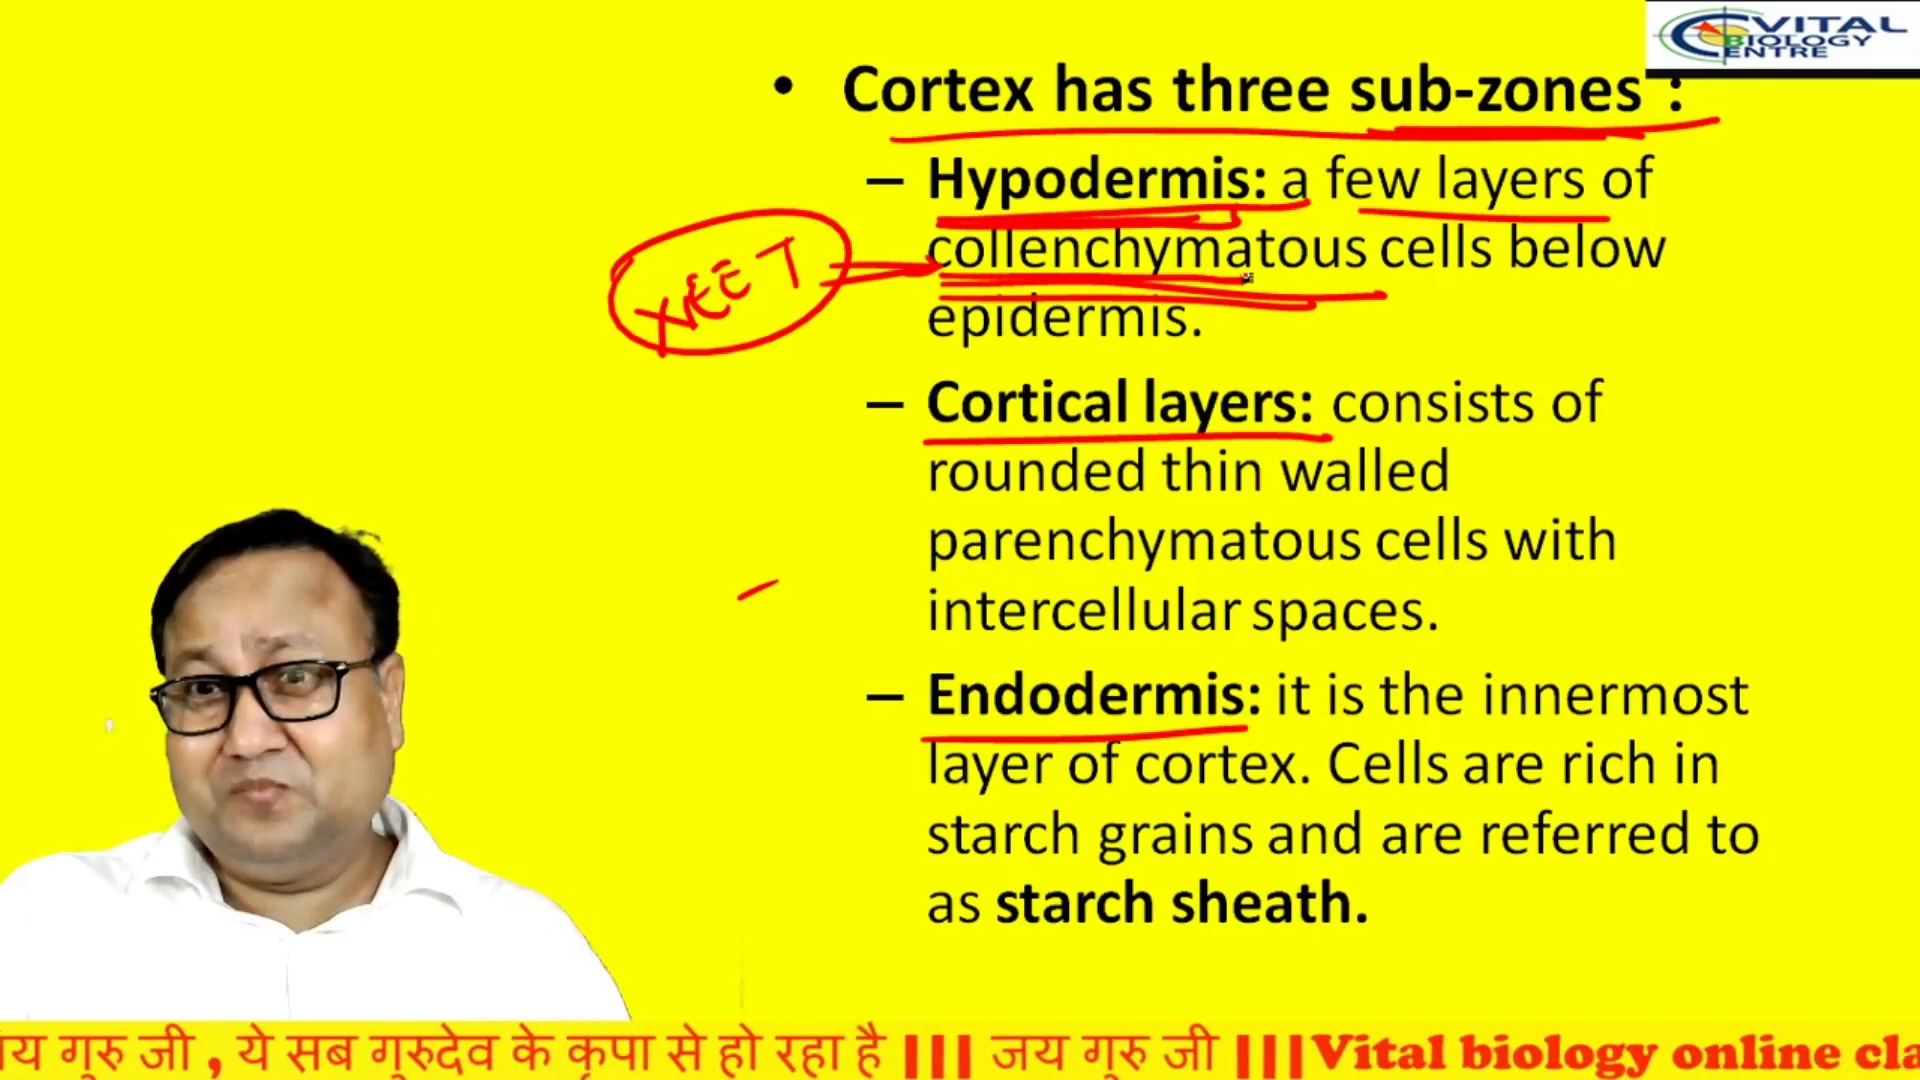 VITAL
BIOLOGY
CENTRE
• Cortex has three sub-zones :
– Hypodermis: a few layers of
collenchymatous cells below
epidermis.
NEET
– Cortical layers: consists of
rounded thin walled
parenchymatous cells with
intercellular spaces.
– Endodermis: it is the innermost
layer of cortex. Cells are rich in
starch grains and are referred to
as starch sheath.
गुरु जी , ये सब गुरुदेव के कृपा से हो रहा है ||| जय गुरु जी |||Vital biology online cla